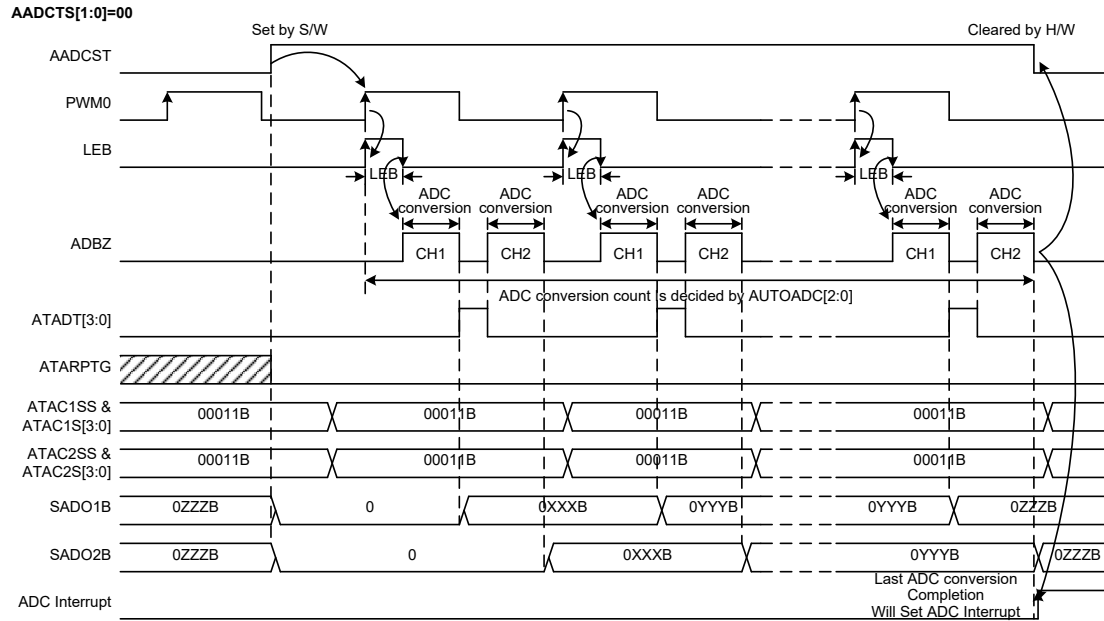 AADCTS[1:0]=00
Set by S/W
Cleared by H/W
AADCST
PWM0
LEB
LEB
LEB
LEB
ADC conversion
ADC conversion
ADC conversion
ADC conversion
ADC conversion
ADC conversion
ADBZ
CH1
CH2
CH1
CH2
CH1
CH2
ADC conversion count is decided by AUTOADC[2:0]
ATADT[3:0]
ATARPTG
ATAC1SS &
ATAC1S[3:0]
00011B
00011B
00011B
00011B
ATAC2SS &
ATAC2S[3:0]
00011B
00011B
00011B
00011B
SADO1B
0ZZZB
0
0XXXB
0YYYB
0YYYB
0ZZZB
SADO2B
0ZZZB
0
0XXXB
0YYYB
0ZZZB
ADC Interrupt
Last ADC conversion
Completion
Will Set ADC Interrupt